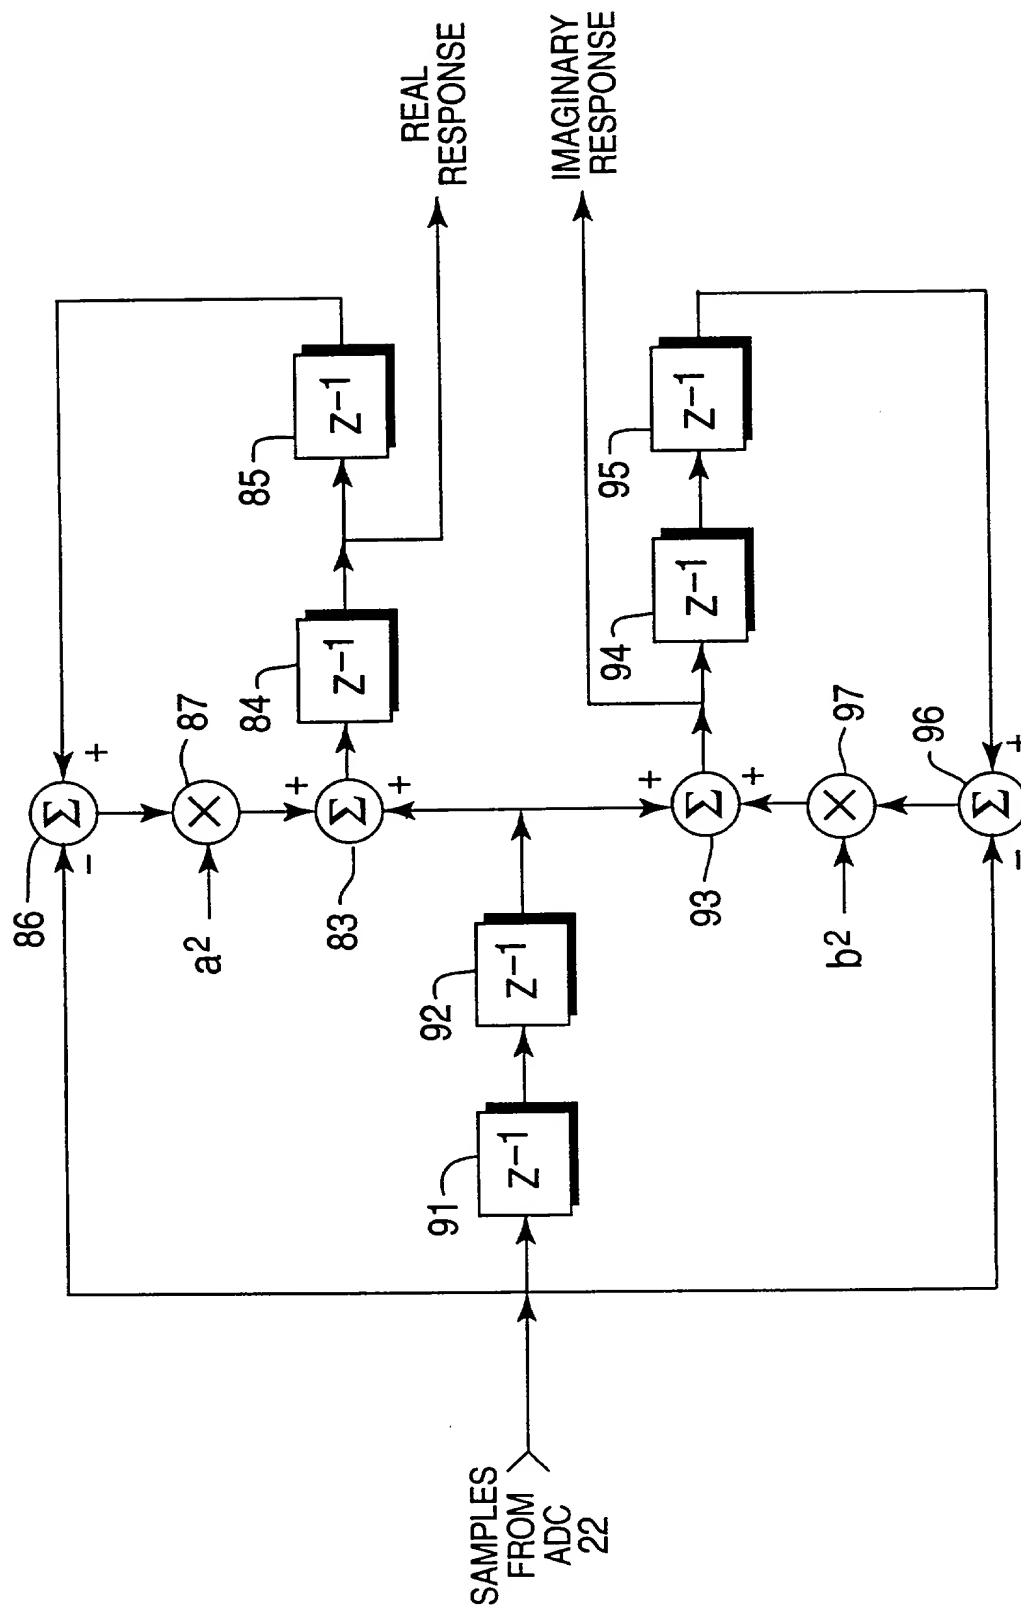 SAMPLES
FROM
ADC
22
91
Z-1
92
Z-1
86
Σ
+
-
87
×
a2
83
Σ
+
+
84
Z-1
85
Z-1
REAL
RESPONSE
93
Σ
+
+
94
Z-1
95
Z-1
IMAGINARY
RESPONSE
97
×
b2
96
Σ
+
-